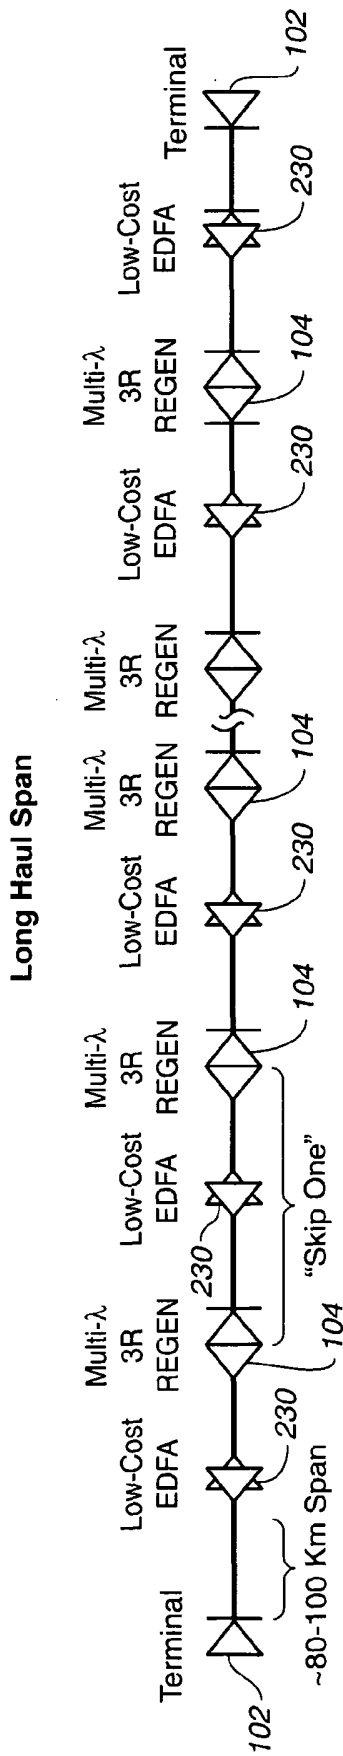 Long Haul Span
Terminal
Low-Cost
EDFA
Multi-λ
3R
REGEN
Low-Cost
EDFA
Multi-λ
3R
REGEN
Low-Cost
EDFA
Multi-λ
3R
REGEN
Multi-λ
3R
REGEN
Low-Cost
EDFA
Multi-λ
3R
REGEN
Low-Cost
EDFA
Terminal
102
~80-100 Km Span
230
104
230
“Skip One”
104
230
104
230
104
230
102